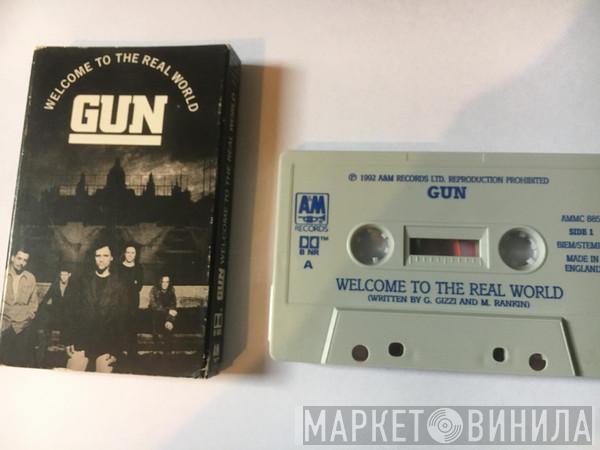 WELCOME TO THE REAL WORLD
GUN
GUN WELCOME TO THE REAL WORLD
℗ 1992 A&M RECORDS LTD. REPRODUCTION PROHIBITED
GUN
A&M
RECORDS
AMMC 885
SIDE 1
B NR
BIEM/STEMRA
A
MADE IN
ENGLAND
WELCOME TO THE REAL WORLD
(WRITTEN BY G. GIZZI AND M. RANKIN)
МАРКЕТ ВИНИЛА